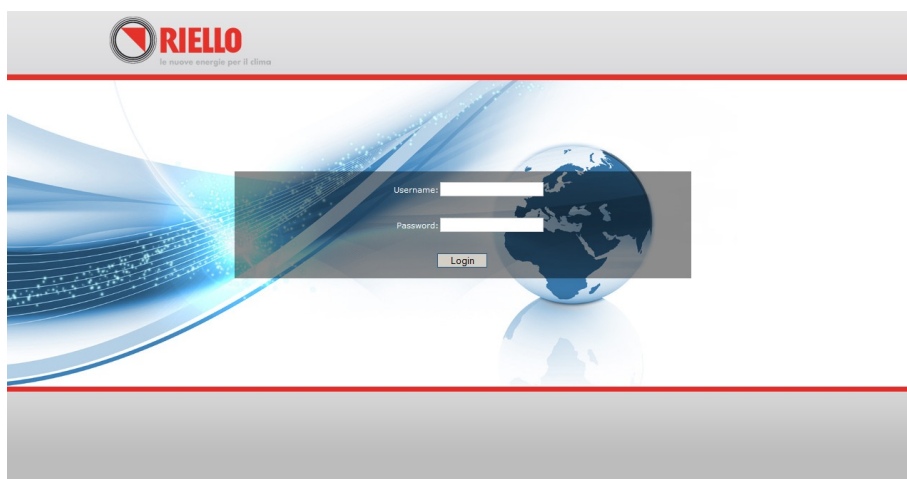 RIELLO
le nuove energie per il clima
Username:
Password:
Login